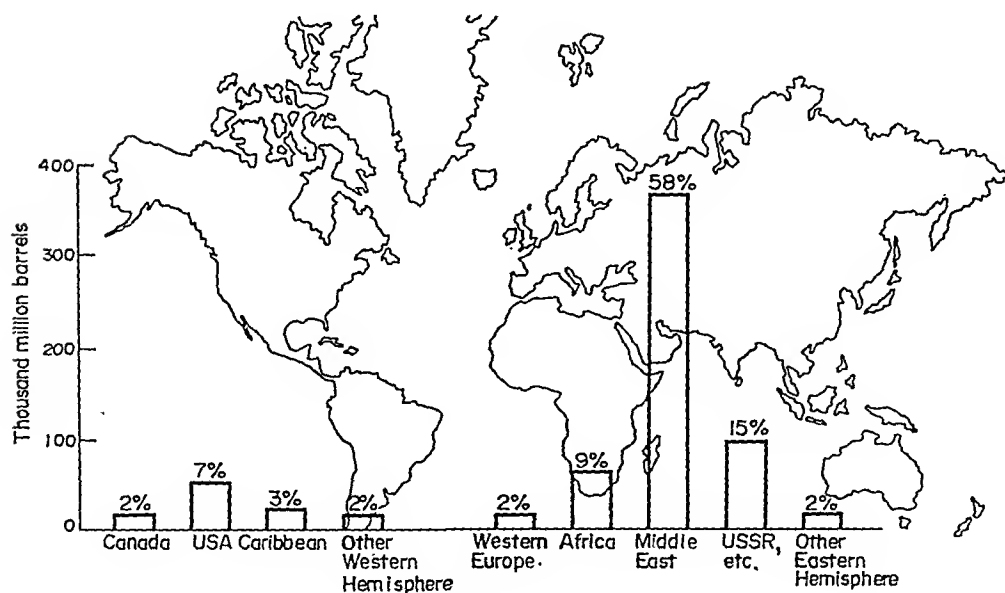 400
300
200
100
0
Thousand million barrels
2%
7%
3%
2%
2%
9%
58%
15%
2%
Canada
USA
Caribbean
Other
Western
Hemisphere
Western
Europe.
Africa
Middle
East
USSR,
etc.
Other
Eastern
Hemisphere